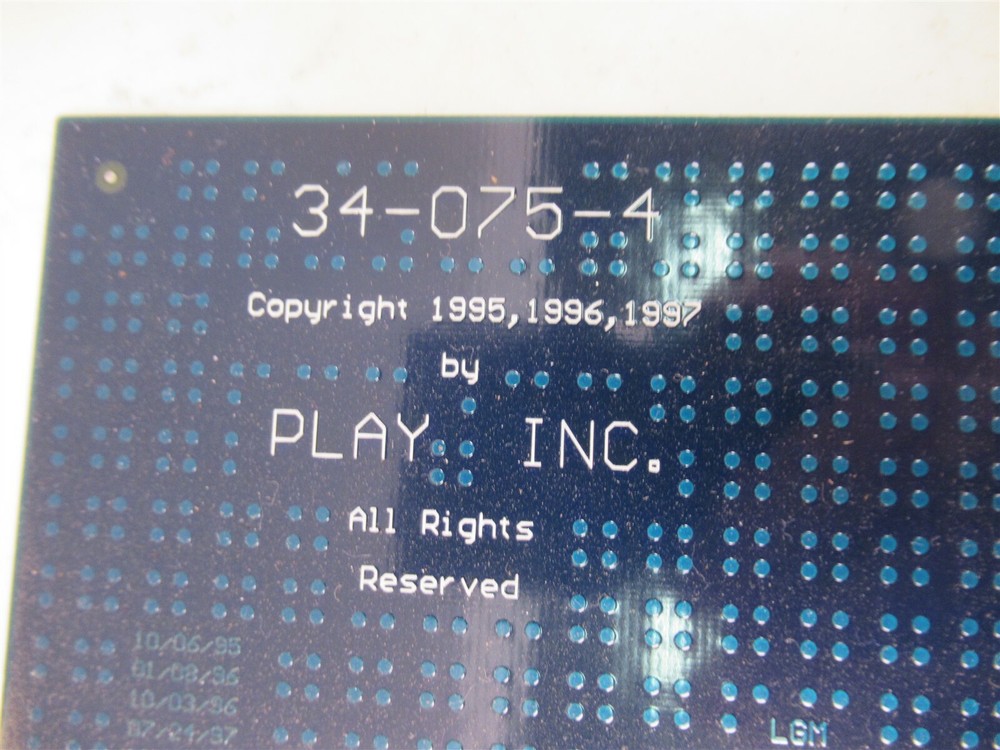 34-075-4
Copyright 1995,1996,1997
by
PLAY INC.
All Rights
Reserved
10/06/95
01/08/96
10/03/96
07/24/97
LGM